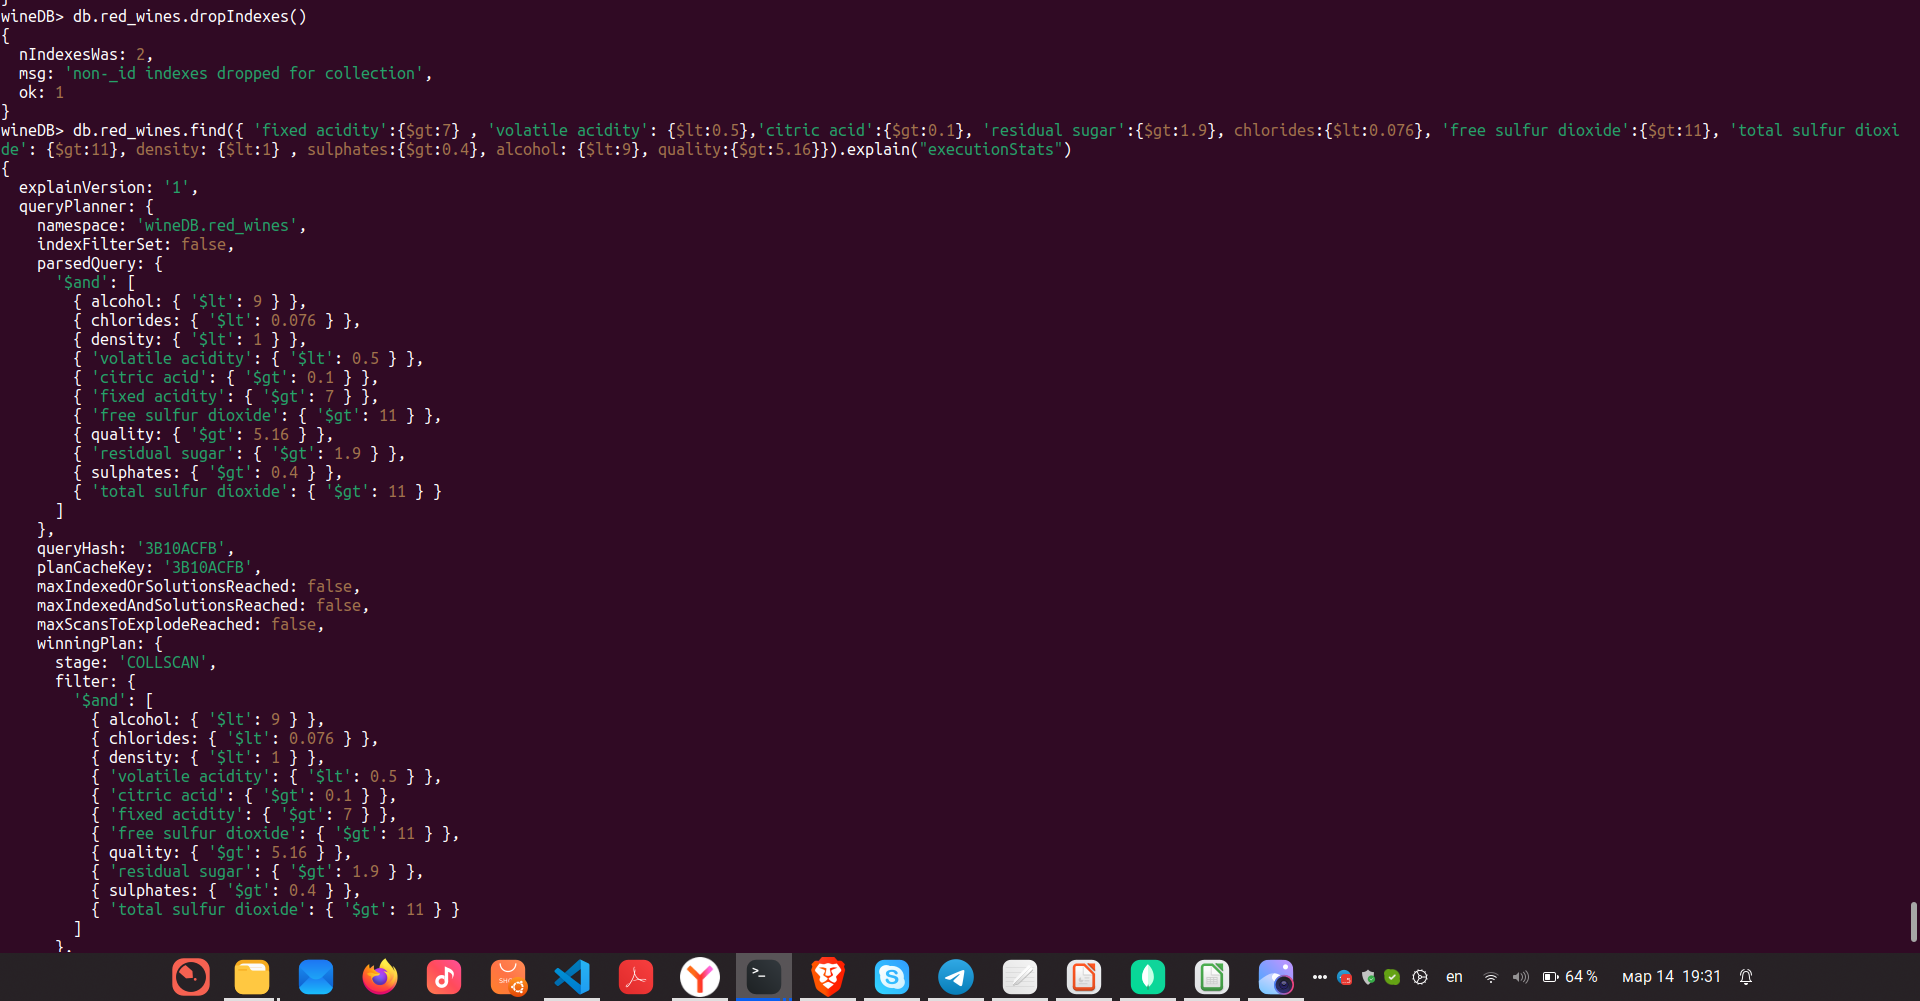 }
wineDB> db.red_wines.dropIndexes()
{
  nIndexesWas: 2,
  msg: 'non-_id indexes dropped for collection',
  ok: 1
}
wineDB> db.red_wines.find({ 'fixed acidity':{$gt:7} , 'volatile acidity': {$lt:0.5},'citric acid':{$gt:0.1}, 'residual sugar':{$gt:1.9}, chlorides:{$lt:0.076}, 'free sulfur dioxide':{$gt:11}, 'total sulfur dioxi
de': {$gt:11}, density: {$lt:1} , sulphates:{$gt:0.4}, alcohol: {$lt:9}, quality:{$gt:5.16}}).explain("executionStats")
{
  explainVersion: '1',
  queryPlanner: {
    namespace: 'wineDB.red_wines',
    indexFilterSet: false,
    parsedQuery: {
      '$and': [
        { alcohol: { '$lt': 9 } },
        { chlorides: { '$lt': 0.076 } },
        { density: { '$lt': 1 } },
        { 'volatile acidity': { '$lt': 0.5 } },
        { 'citric acid': { '$gt': 0.1 } },
        { 'fixed acidity': { '$gt': 7 } },
        { 'free sulfur dioxide': { '$gt': 11 } },
        { quality: { '$gt': 5.16 } },
        { 'residual sugar': { '$gt': 1.9 } },
        { sulphates: { '$gt': 0.4 } },
        { 'total sulfur dioxide': { '$gt': 11 } }
      ]
    },
    queryHash: '3B10ACFB',
    planCacheKey: '3B10ACFB',
    maxIndexedOrSolutionsReached: false,
    maxIndexedAndSolutionsReached: false,
    maxScansToExplodeReached: false,
    winningPlan: {
      stage: 'COLLSCAN',
      filter: {
        '$and': [
          { alcohol: { '$lt': 9 } },
          { chlorides: { '$lt': 0.076 } },
          { density: { '$lt': 1 } },
          { 'volatile acidity': { '$lt': 0.5 } },
          { 'citric acid': { '$gt': 0.1 } },
          { 'fixed acidity': { '$gt': 7 } },
          { 'free sulfur dioxide': { '$gt': 11 } },
          { quality: { '$gt': 5.16 } },
          { 'residual sugar': { '$gt': 1.9 } },
          { sulphates: { '$gt': 0.4 } },
          { 'total sulfur dioxide': { '$gt': 11 } }
        ]
      },
en 64 % мар 14 19:31